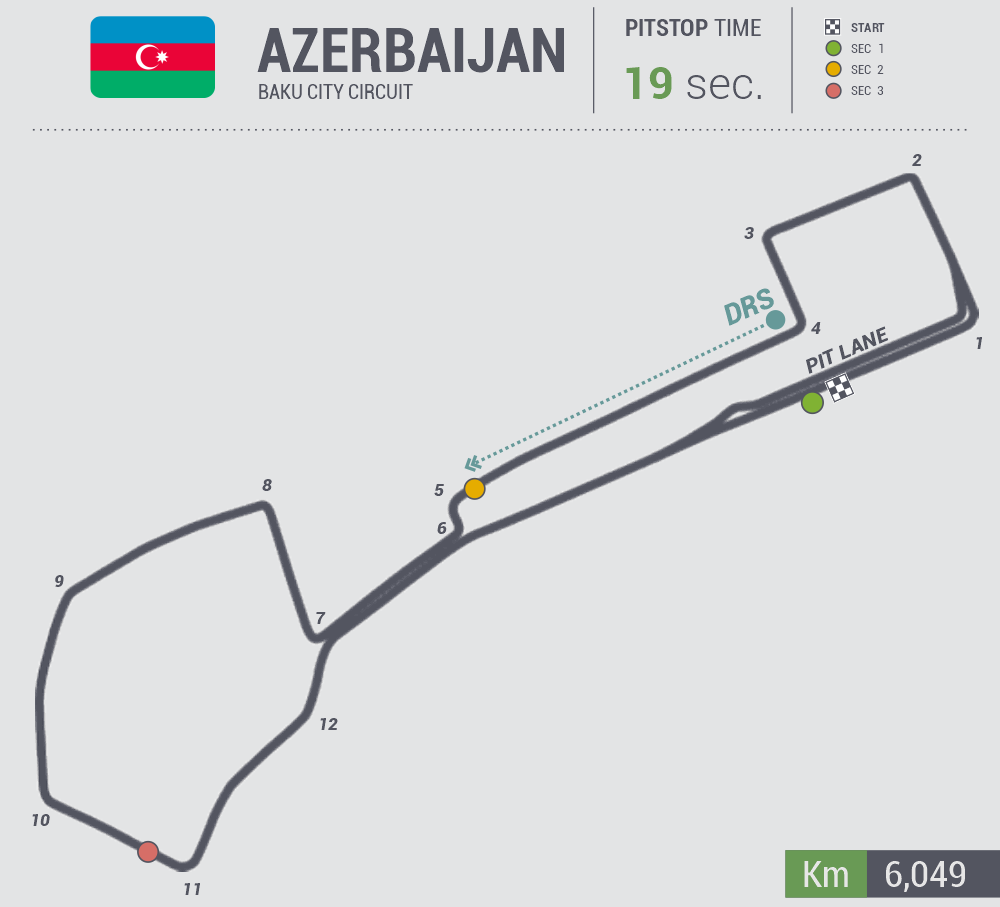 AZERBAIJAN
BAKU CITY CIRCUIT
PITSTOP TIME
19 sec.
START
SEC 1
SEC 2
SEC 3
2
3
DRS
4
PIT LANE
1
5
8
6
9
7
12
10
11
Km 6,049